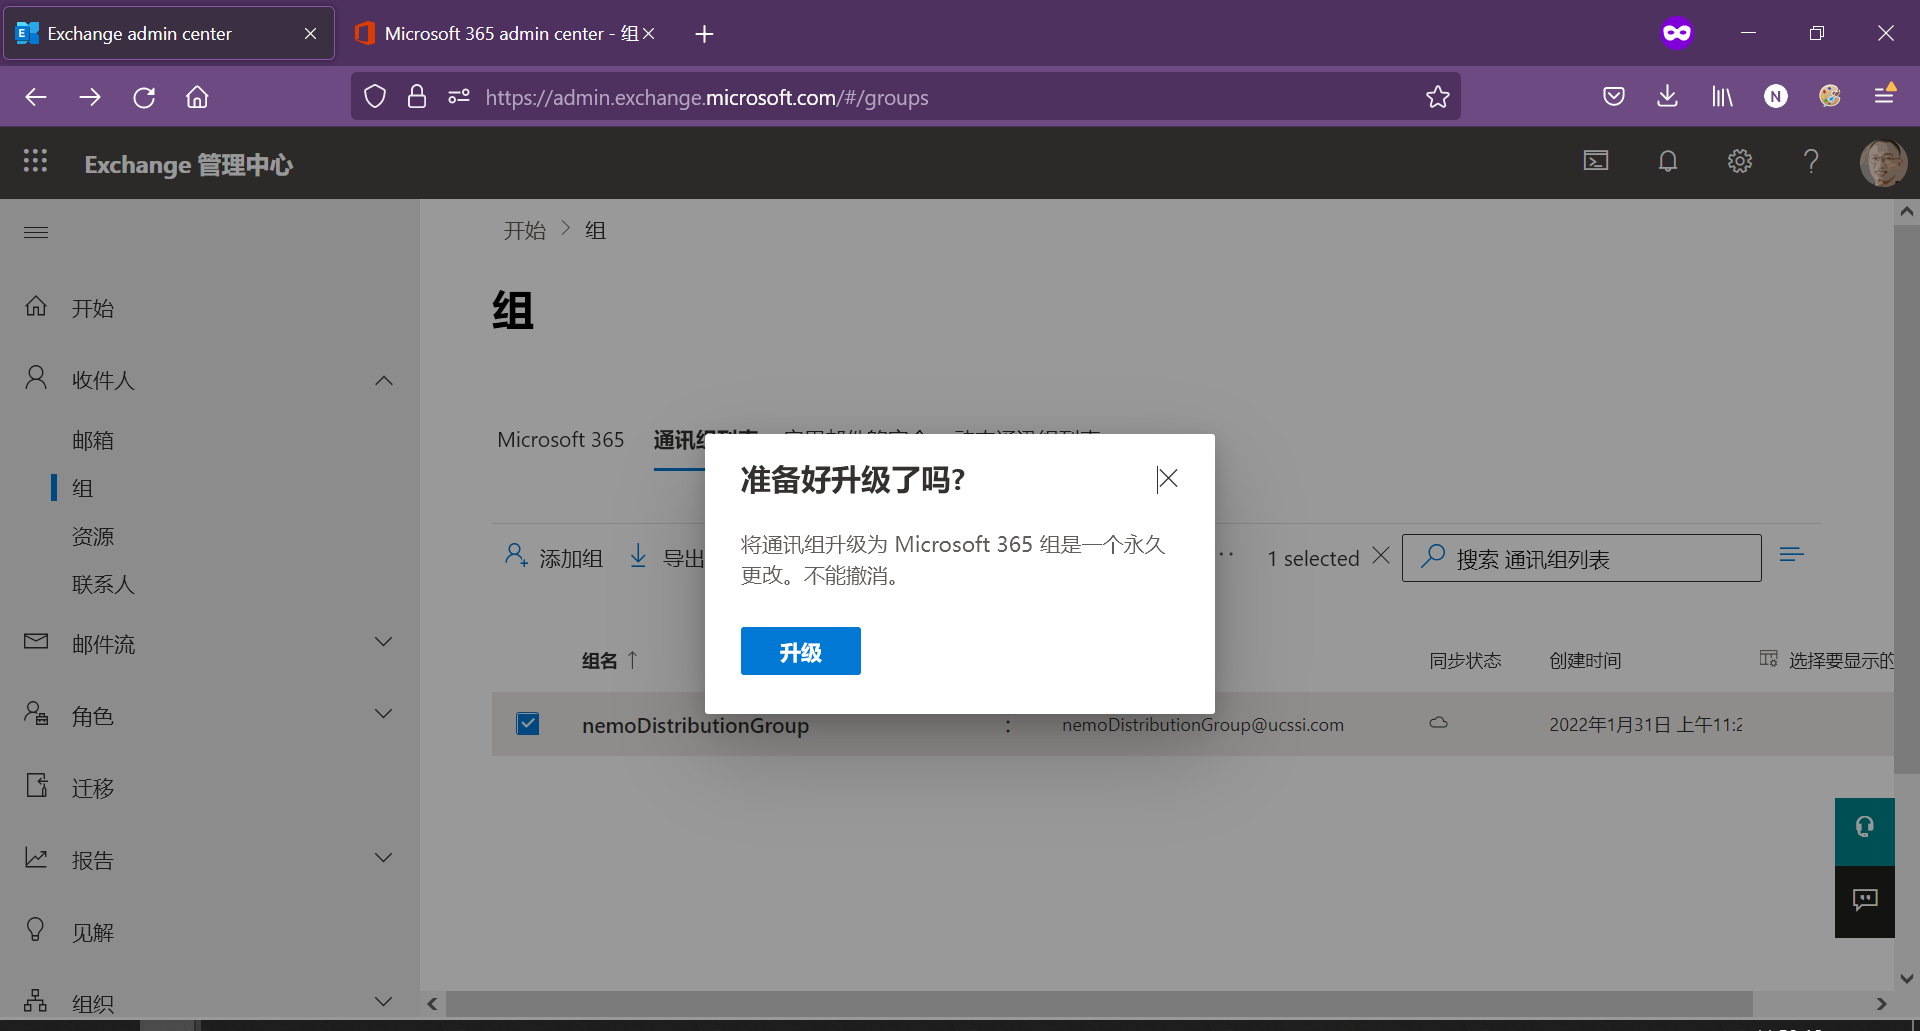 Exchange admin center
Microsoft 365 admin center - 组
https://admin.exchange.microsoft.com/#/groups
N
Exchange 管理中心
开始
组
组
开始
收件人
邮箱
组
资源
联系人
邮件流
角色
迁移
报告
见解
组织
Microsoft 365
通讯组列表
准备好升级了吗?
将通讯组升级为 Microsoft 365 组是一个永久
更改。不能撤消。
升级
添加组
导出
1 selected
搜索 通讯组列表
组名
同步状态
创建时间
选择要显示的
nemoDistributionGroup
nemoDistributionGroup@ucssi.com
2022年1月31日 上午11:2